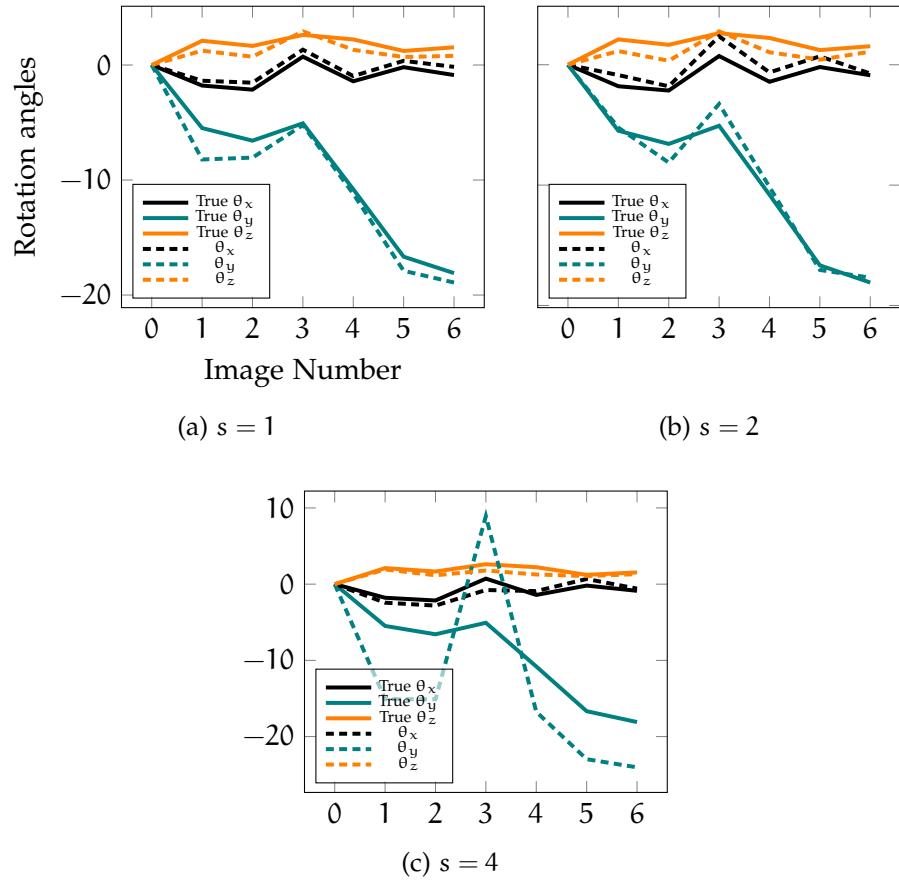 Rotation angles
0
−10
−20
True θx
True θy
True θz
θx
θy
θz
0 1 2 3 4 5 6
Image Number
(a) s = 1
True θx
True θy
True θz
θx
θy
θz
0 1 2 3 4 5 6
(b) s = 2
10
0
−10
−20
True θx
True θy
True θz
θx
θy
θz
0 1 2 3 4 5 6
(c) s = 4